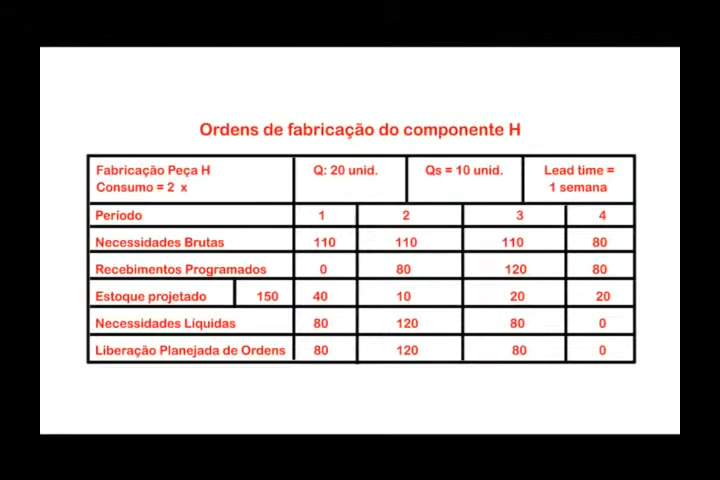 Ordens de fabricação do componente H
Fabricação Peça H
Consumo = 2 x
Q: 20 unid.
Qs = 10 unid.
Lead time =
1 semana
Período 1 2 3 4
Necessidades Brutas 110 110 110 80
Recebimentos Programados 0 80 120 80
Estoque projetado 150 40 10 20 20
Necessidades Líquidas 80 120 80 0
Liberação Planejada de Ordens 80 120 80 0